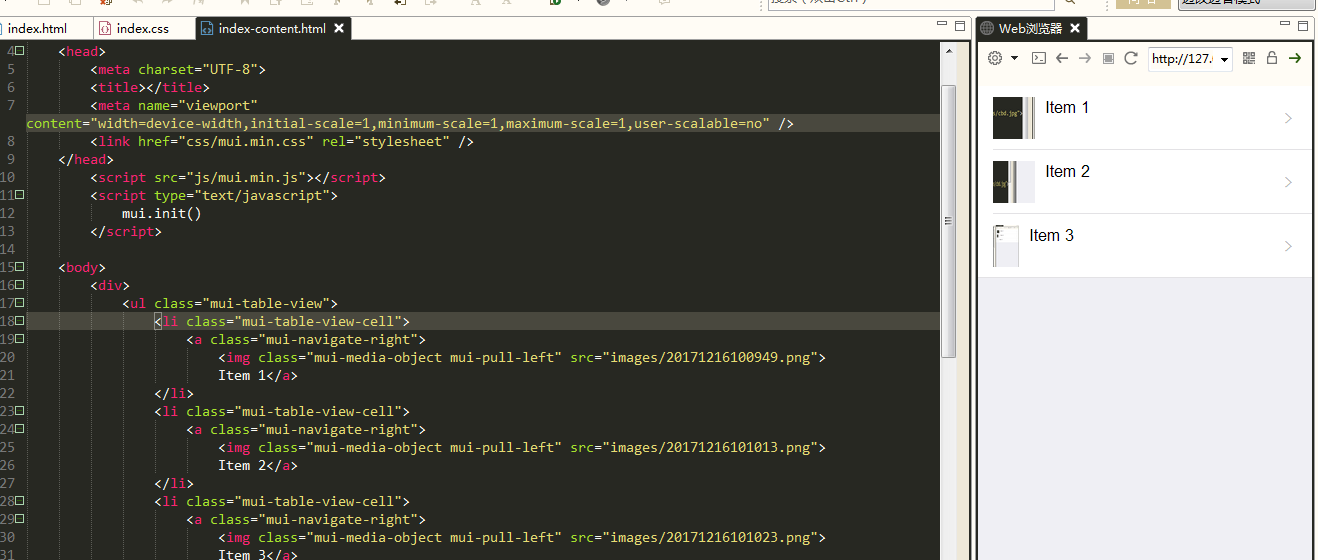 index.html
index.css
index-content.html
Web浏览器
http://127.
4 <head>
5 <meta charset="UTF-8">
6 <title></title>
7 <meta name="viewport"
content="width=device-width,initial-scale=1,minimum-scale=1,maximum-scale=1,user-scalable=no" />
8 <link href="css/mui.min.css" rel="stylesheet" />
9 </head>
10 <script src="js/mui.min.js"></script>
11 <script type="text/javascript">
12 mui.init()
13 </script>
14
15 <body>
16 <div>
17 <ul class="mui-table-view">
18 <li class="mui-table-view-cell">
19 <a class="mui-navigate-right">
20 <img class="mui-media-object mui-pull-left" src="images/20171216100949.png">
21 Item 1</a>
22 </li>
23 <li class="mui-table-view-cell">
24 <a class="mui-navigate-right">
25 <img class="mui-media-object mui-pull-left" src="images/20171216101013.png">
26 Item 2</a>
27 </li>
28 <li class="mui-table-view-cell">
29 <a class="mui-navigate-right">
30 <img class="mui-media-object mui-pull-left" src="images/20171216101023.png">
31 Item 3</a>
Item 1
Item 2
Item 3